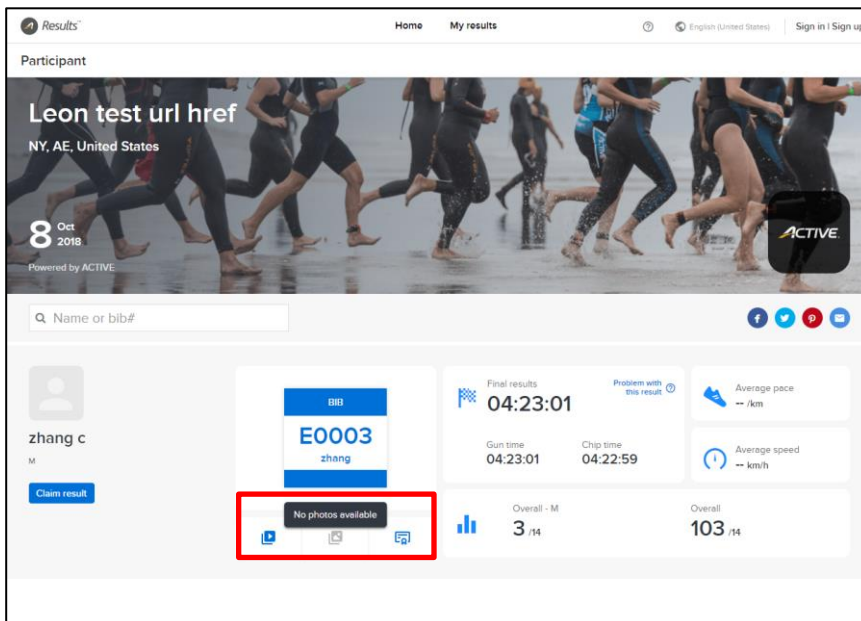 Results™ Home My results English (United States) Sign in | Sign up
Participant
Leon test url href
NY, AE, United States
8 Oct 2018
Powered by ACTIVE
ACTIVE
Name or bib#
zhang c
M
Claim result
BIB
E0003
zhang
No photos available
Final results
04:23:01
Problem with this result
Gun time
04:23:01
Chip time
04:22:59
Average pace
-- /km
Average speed
-- km/h
Overall - M
3 /14
Overall
103 /14